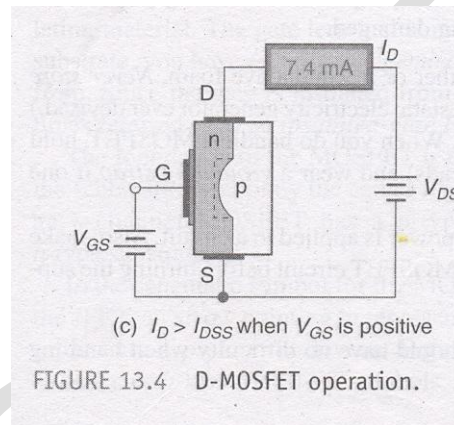 I_D
7.4 mA
D
n
G
p
V_GS
V_DS
S
(c) I_D > I_DSS when V_GS is positive
FIGURE 13.4 D-MOSFET operation.